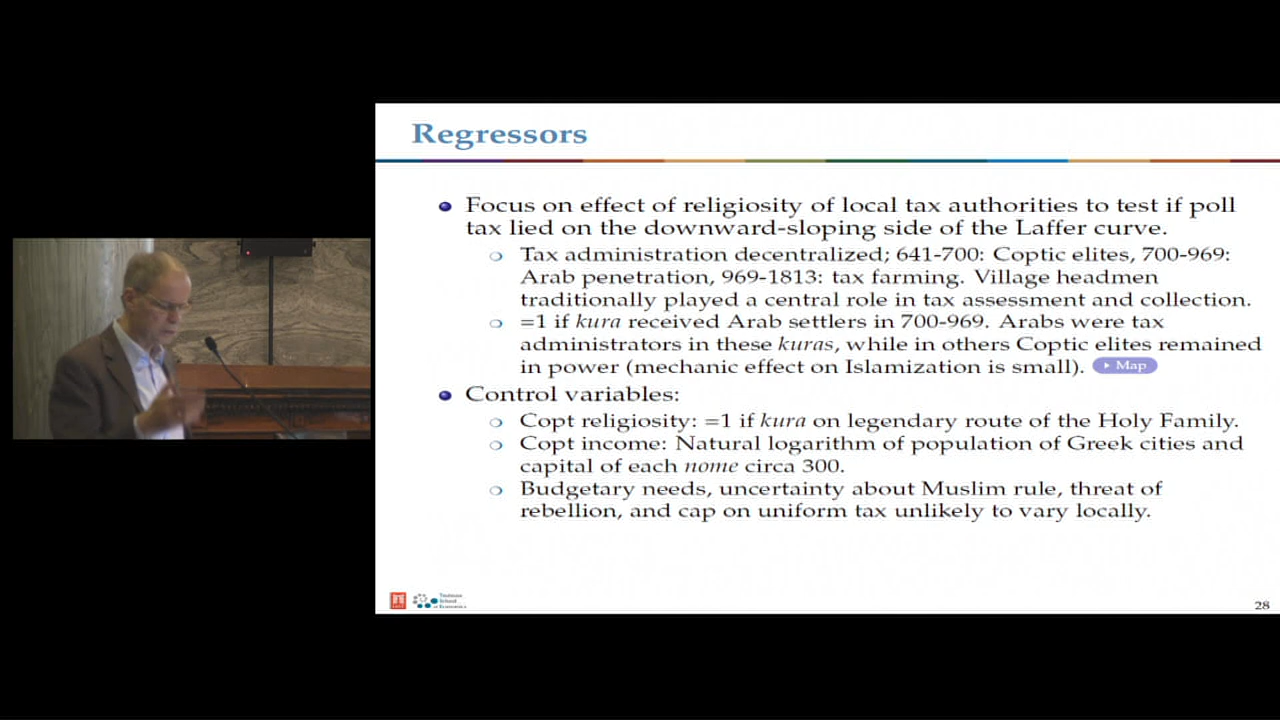 Regressors
Focus on effect of religiosity of local tax authorities to test if poll
tax lied on the downward-sloping side of the Laffer curve.
Tax administration decentralized; 641-700: Coptic elites, 700-969:
Arab penetration, 969-1813: tax farming. Village headmen
traditionally played a central role in tax assessment and collection.
=1 if kura received Arab settlers in 700-969. Arabs were tax
administrators in these kuras, while in others Coptic elites remained
in power (mechanic effect on Islamization is small).
Map
Control variables:
Copt religiosity: =1 if kura on legendary route of the Holy Family.
Copt income: Natural logarithm of population of Greek cities and
capital of each nome circa 300.
Budgetary needs, uncertainty about Muslim rule, threat of
rebellion, and cap on uniform tax unlikely to vary locally.
Toulouse
School
of Economics
28